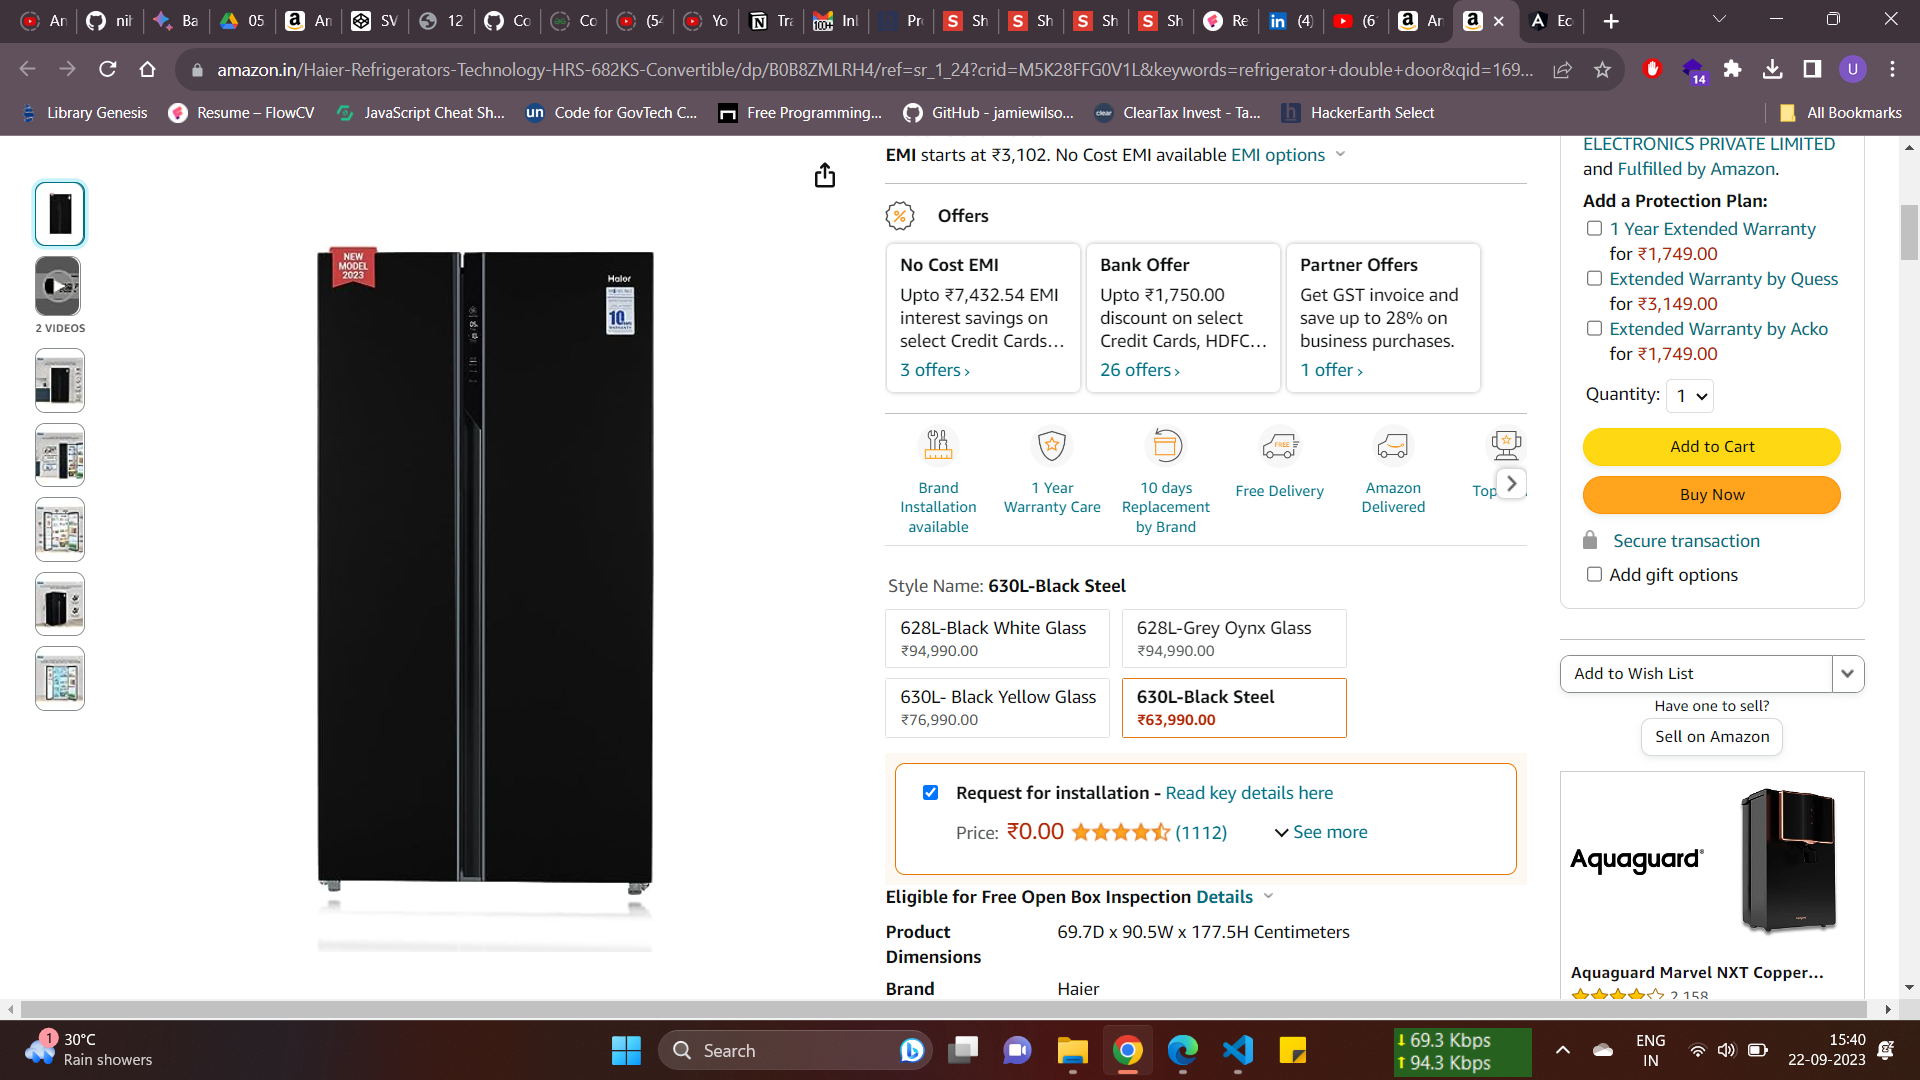 An
nih
Ba
05
An
SV
12
Co
Co
(54
Yo
Tra
Inb
Pr
Sh
Sh
Sh
Sh
Re
(4)
(61
An
Ec
amazon.in/Haier-Refrigerators-Technology-HRS-682KS-Convertible/dp/B0B8ZMLRH4/ref=sr_1_24?crid=M5K28FFG0V1L&keywords=refrigerator+double+door&qid=169...
14
U
Library Genesis
Resume – FlowCV
JavaScript Cheat Sh...
Code for GovTech C...
Free Programming...
GitHub - jamiewilso...
ClearTax Invest - Ta...
HackerEarth Select
All Bookmarks
2 VIDEOS
NEW
MODEL
2023
Haier
10
EMI starts at ₹3,102. No Cost EMI available EMI options
Offers
No Cost EMI
Upto ₹7,432.54 EMI
interest savings on
select Credit Cards…
3 offers ›
Bank Offer
Upto ₹1,750.00
discount on select
Credit Cards, HDFC…
26 offers ›
Partner Offers
Get GST invoice and
save up to 28% on
business purchases.
1 offer ›
Brand
Installation
available
1 Year
Warranty Care
10 days
Replacement
by Brand
FREE
Free Delivery
Amazon
Delivered
Top
Style Name: 630L-Black Steel
628L-Black White Glass
₹94,990.00
628L-Grey Oynx Glass
₹94,990.00
630L- Black Yellow Glass
₹76,990.00
630L-Black Steel
₹63,990.00
Request for installation - Read key details here
Price: ₹0.00 (1112)
See more
Eligible for Free Open Box Inspection Details
Product
Dimensions
69.7D x 90.5W x 177.5H Centimeters
Brand
Haier
ELECTRONICS PRIVATE LIMITED
and Fulfilled by Amazon.
Add a Protection Plan:
1 Year Extended Warranty
for ₹1,749.00
Extended Warranty by Quess
for ₹3,149.00
Extended Warranty by Acko
for ₹1,749.00
Quantity: 1
Add to Cart
Buy Now
Secure transaction
Add gift options
Add to Wish List
Have one to sell?
Sell on Amazon
Aquaguard
Aquaguard Marvel NXT Copper...
2,158
1
30°C
Rain showers
Search
69.3 Kbps
94.3 Kbps
ENG
IN
15:40
22-09-2023